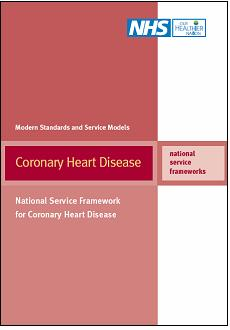 NHS
OUR
HEALTHIER
NATION
Modern Standards and Service Models
Coronary Heart Disease
national
service
frameworks
National Service Framework
for Coronary Heart Disease